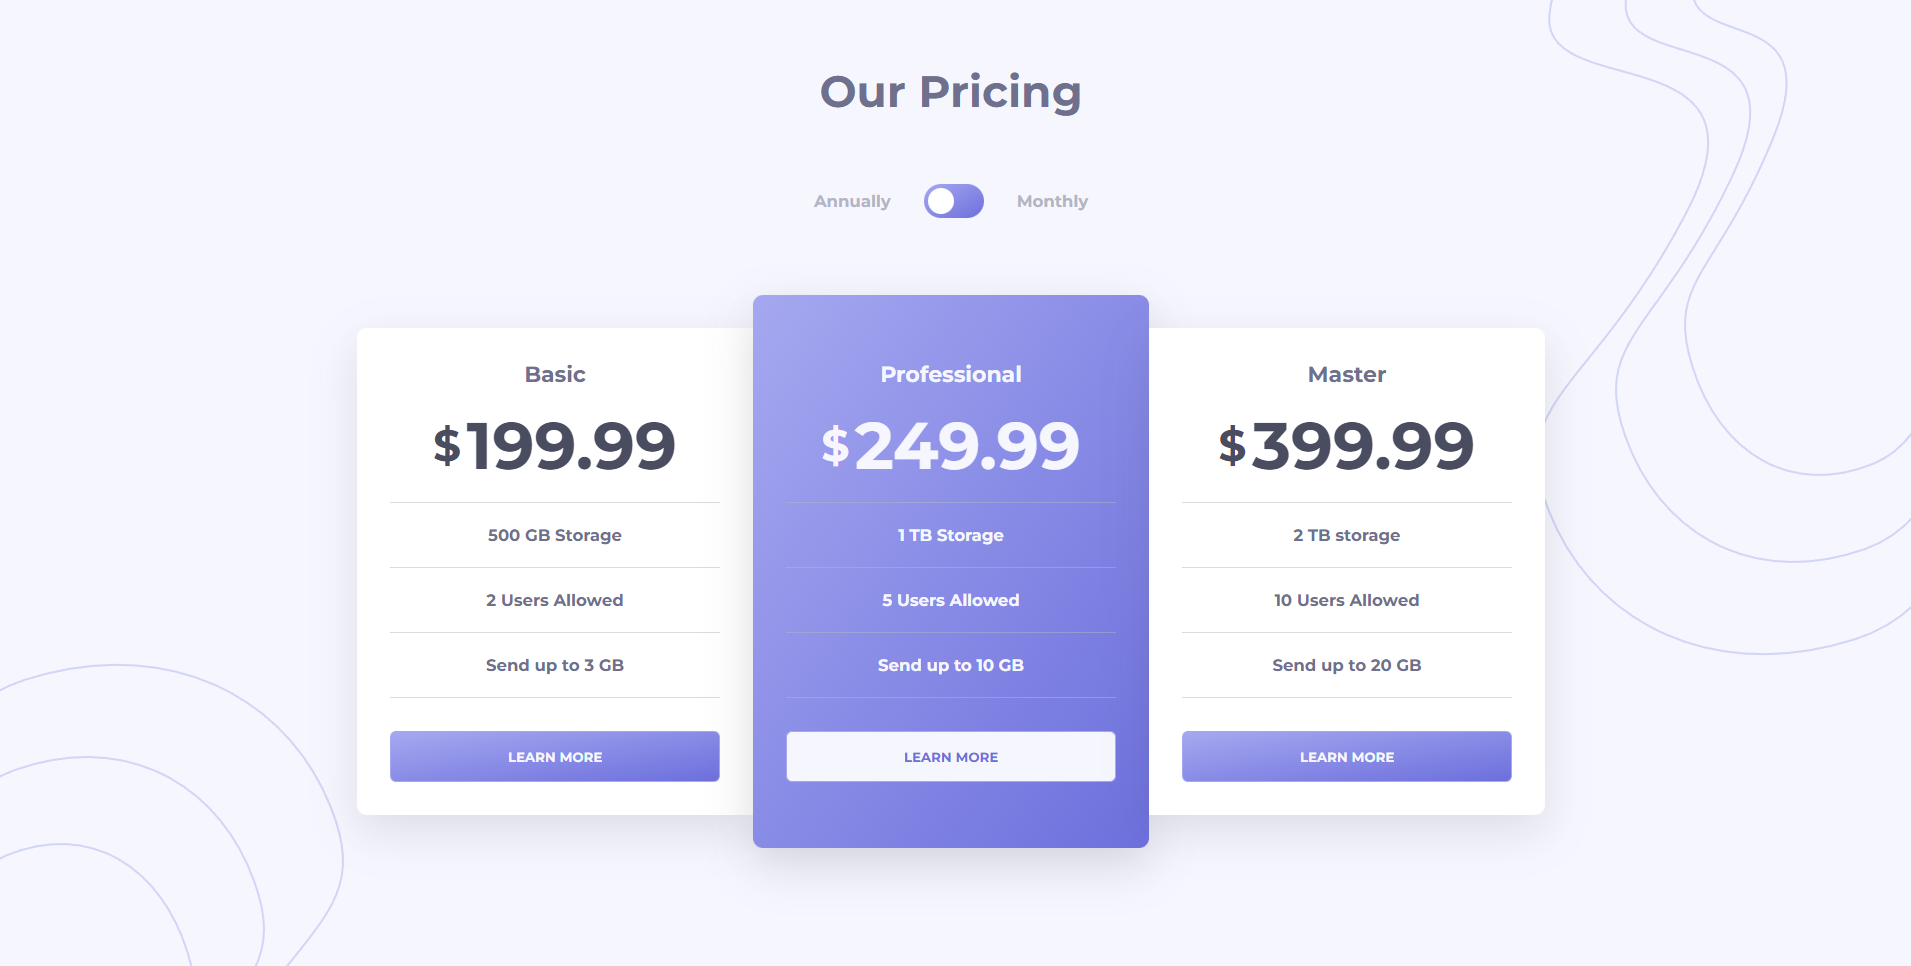 Our Pricing
Annually
Monthly
Basic
$199.99
500 GB Storage
2 Users Allowed
Send up to 3 GB
LEARN MORE
Professional
$249.99
1 TB Storage
5 Users Allowed
Send up to 10 GB
LEARN MORE
Master
$399.99
2 TB storage
10 Users Allowed
Send up to 20 GB
LEARN MORE